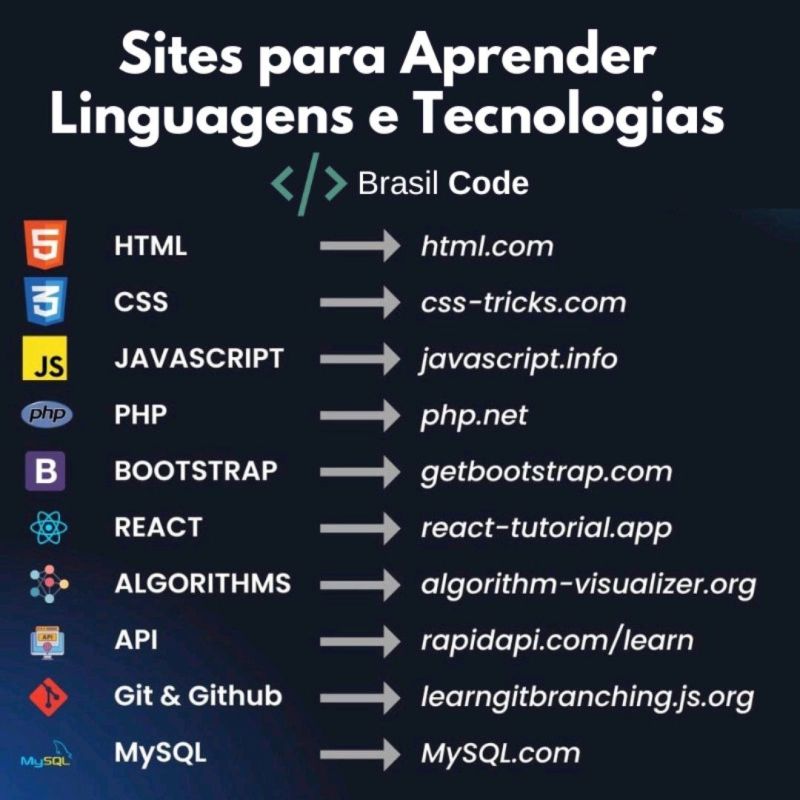 Sites para Aprender
Linguagens e Tecnologias
</> Brasil Code
5 HTML html.com
3 CSS css-tricks.com
JS JAVASCRIPT javascript.info
php PHP php.net
B BOOTSTRAP getbootstrap.com
REACT react-tutorial.app
ALGORITHMS algorithm-visualizer.org
API API rapidapi.com/learn
Git & Github learngitbranching.js.org
MySQL MySQL MySQL.com